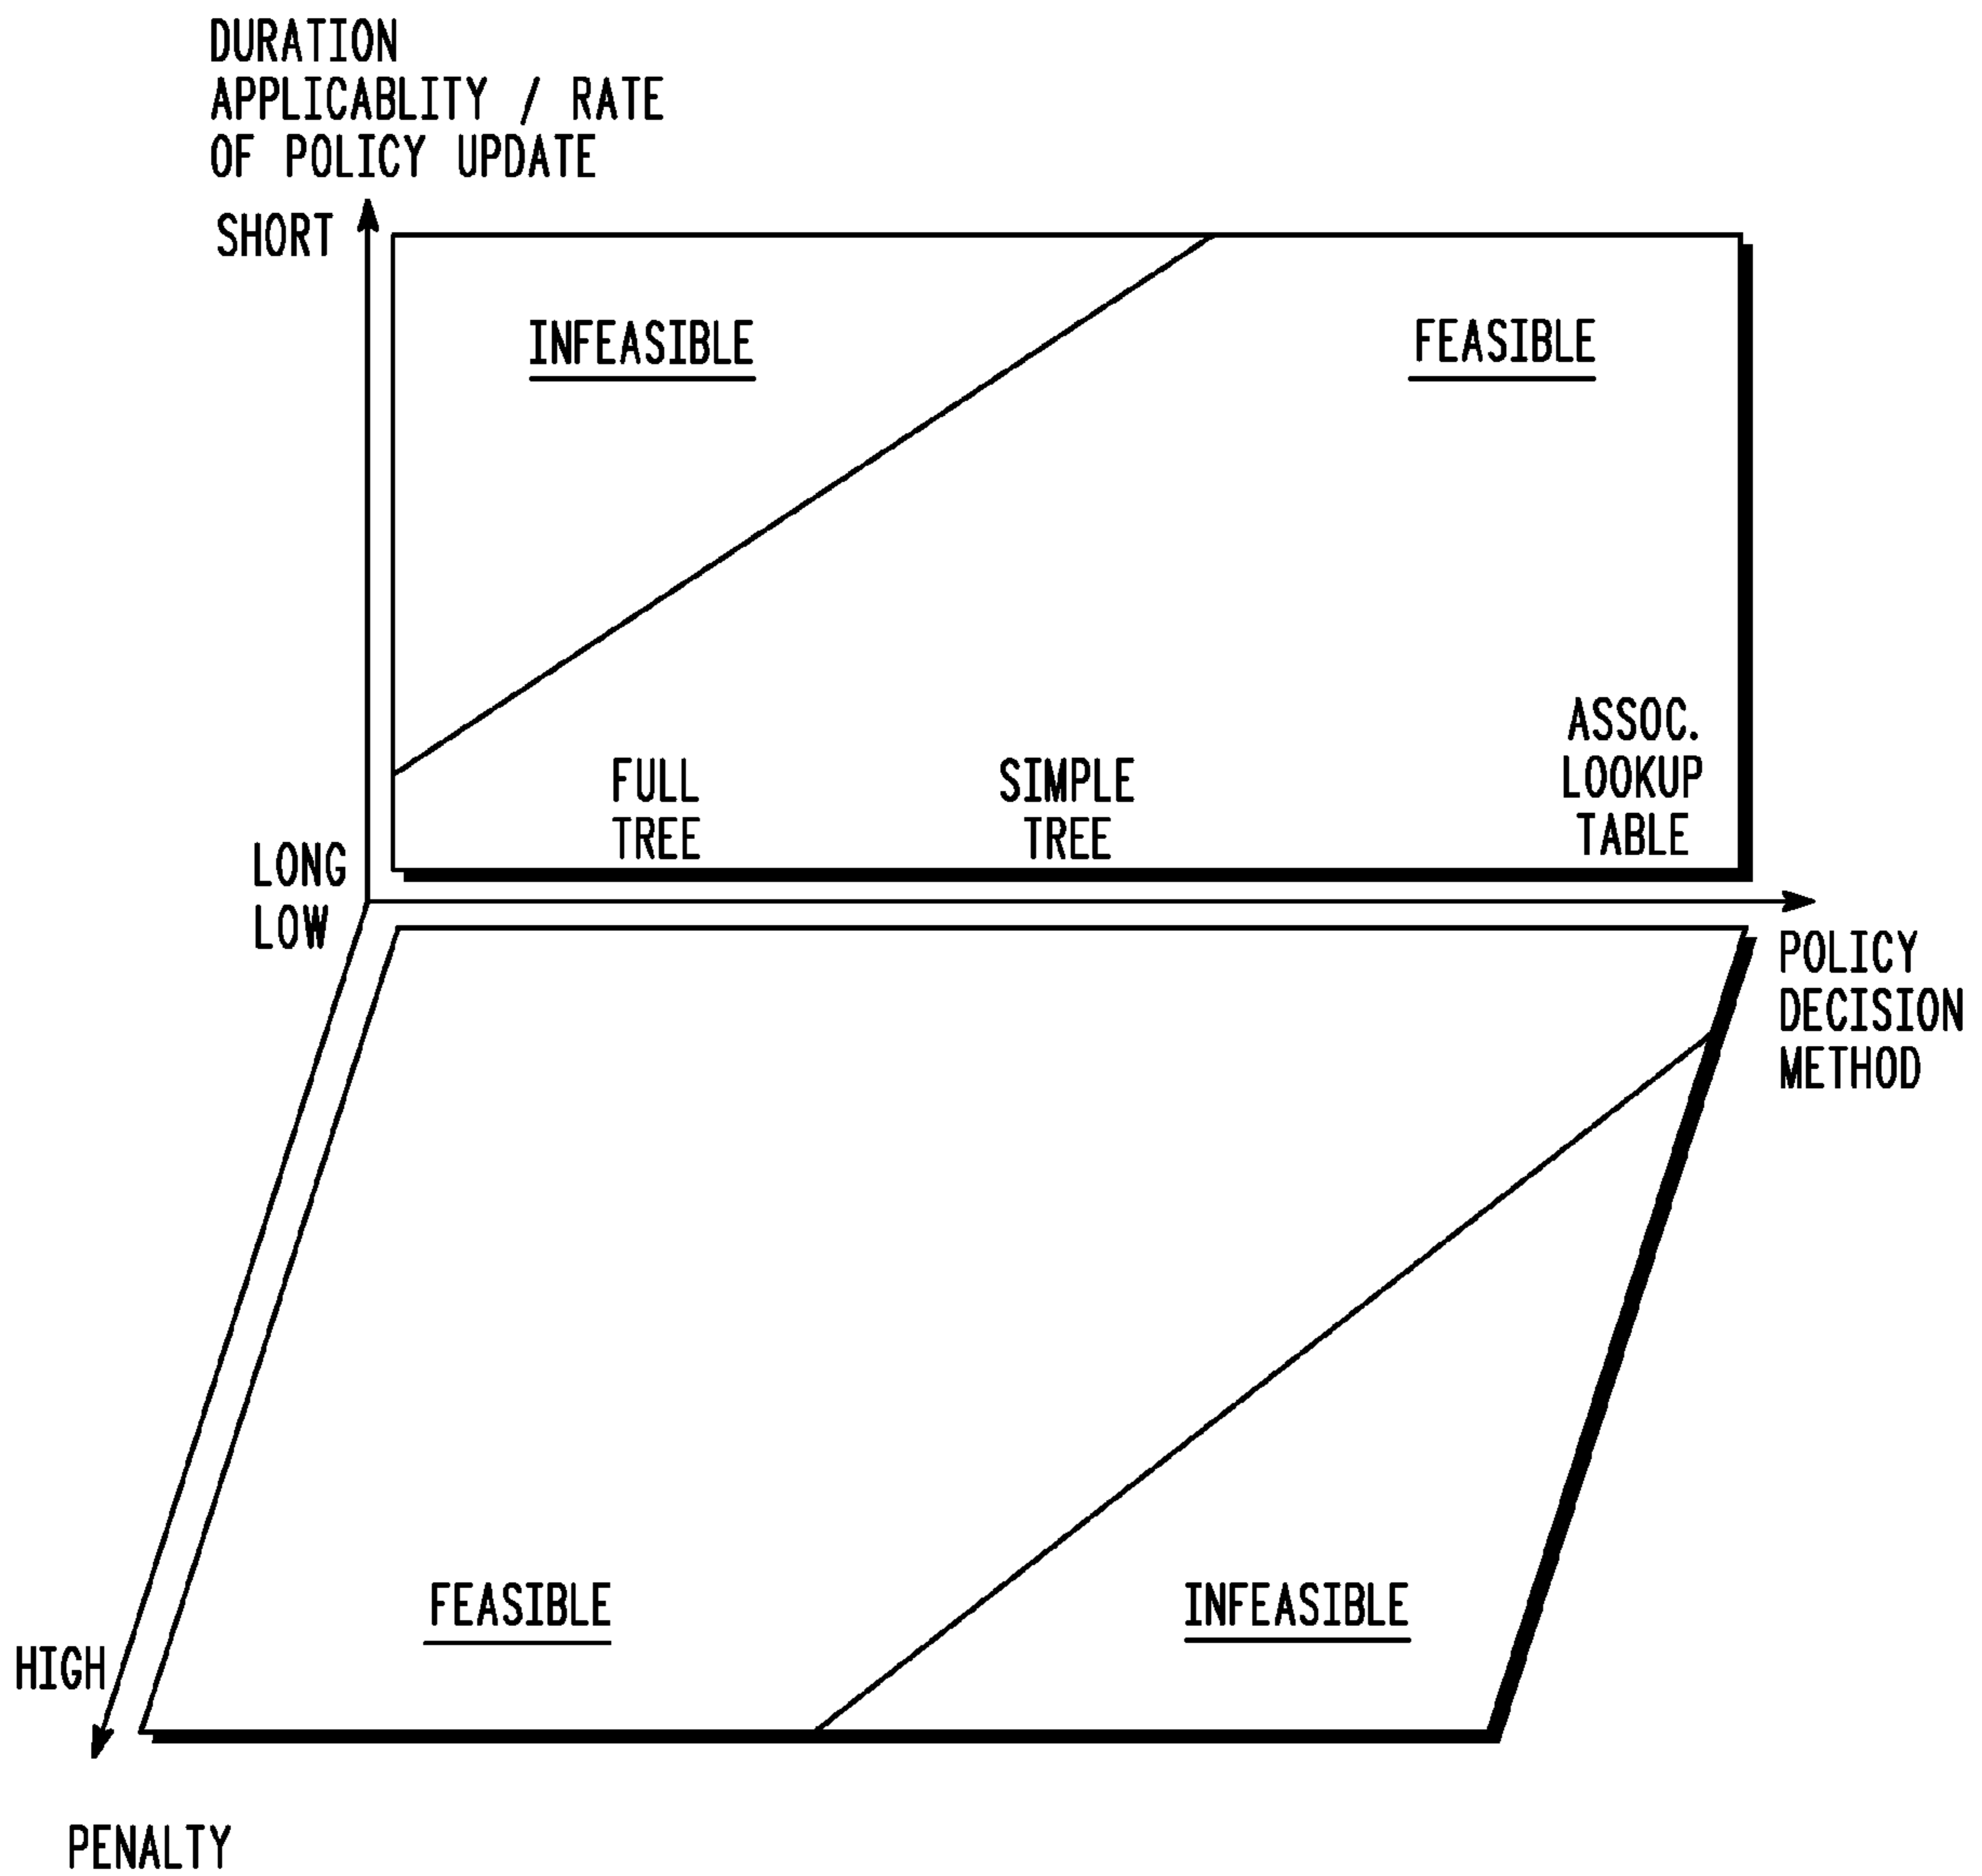 DURATION
APPLICABLITY / RATE
OF POLICY UPDATE
SHORT
INFEASIBLE
FEASIBLE
FULL
TREE
SIMPLE
TREE
ASSOC.
LOOKUP
TABLE
LONG
LOW
POLICY
DECISION
METHOD
FEASIBLE
INFEASIBLE
HIGH
PENALTY